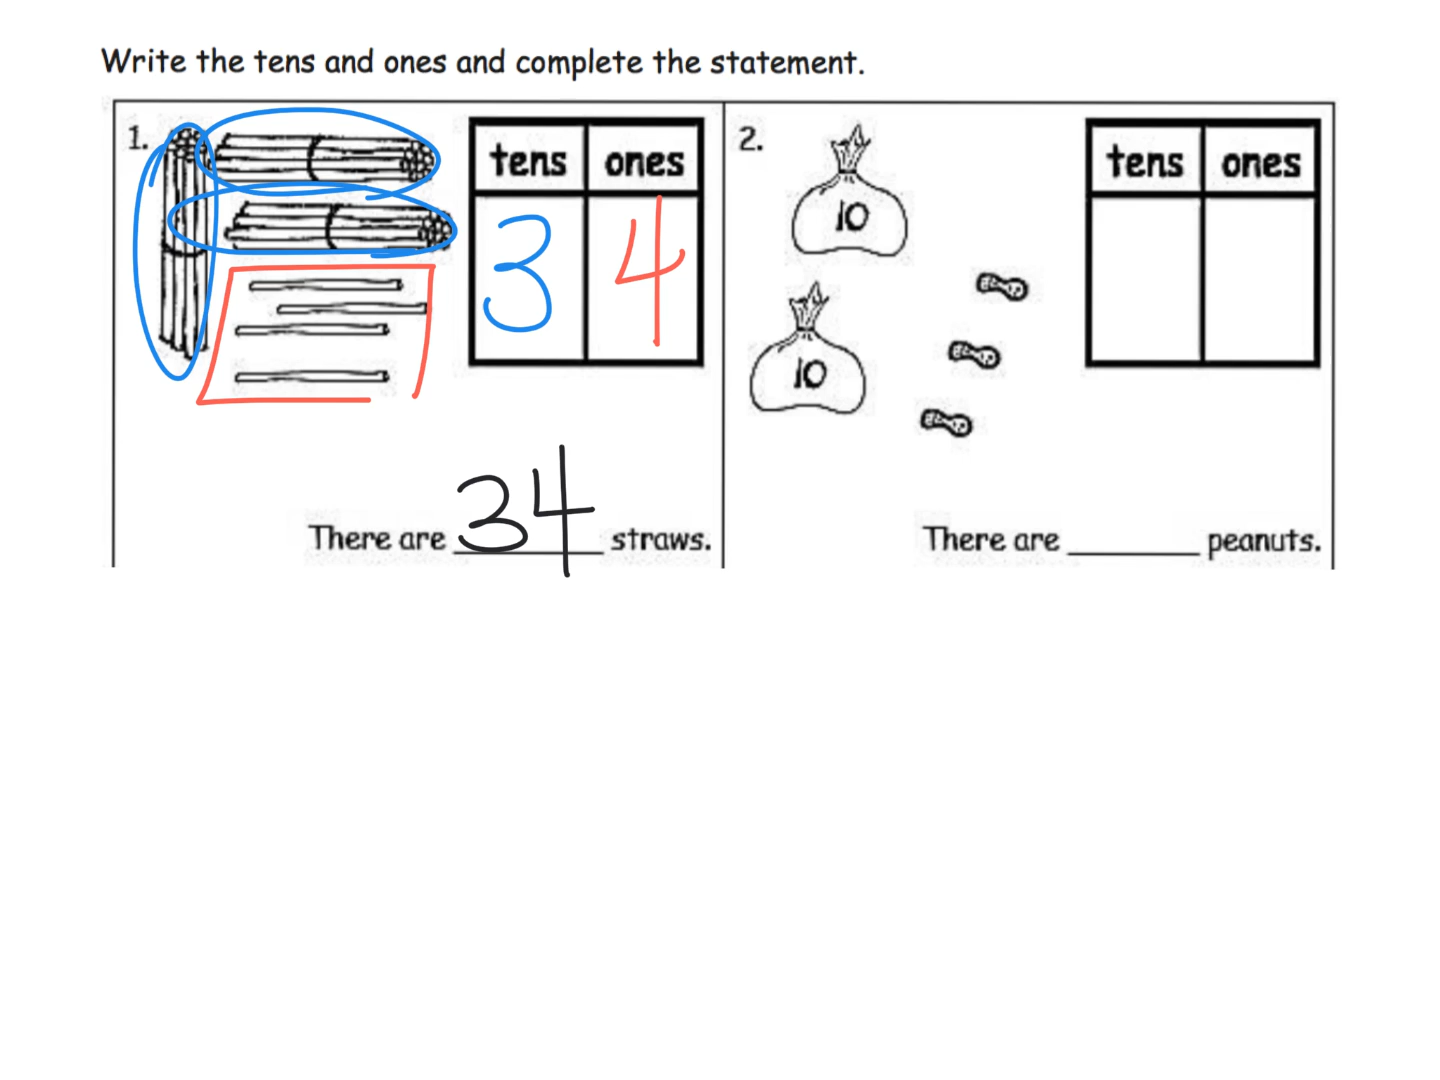 Write the tens and ones and complete the statement.
1.
tens ones
3 4
There are 34 straws.
2.
10
10
tens ones
There are ______ peanuts.